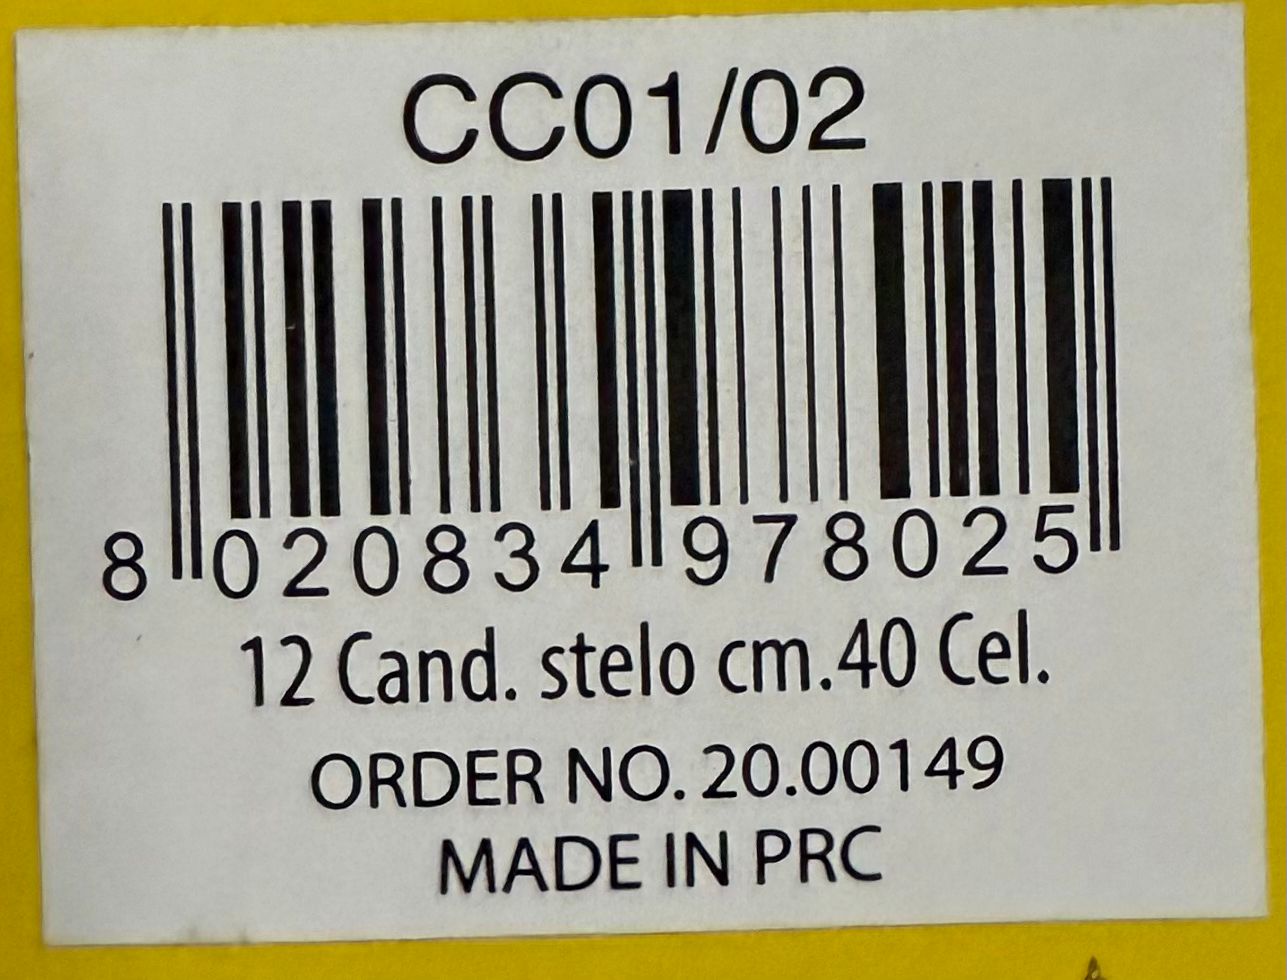 CC01/02
8 020834 978025
12 Cand. stelo cm.40 Cel.
ORDER NO. 20.00149
MADE IN PRC